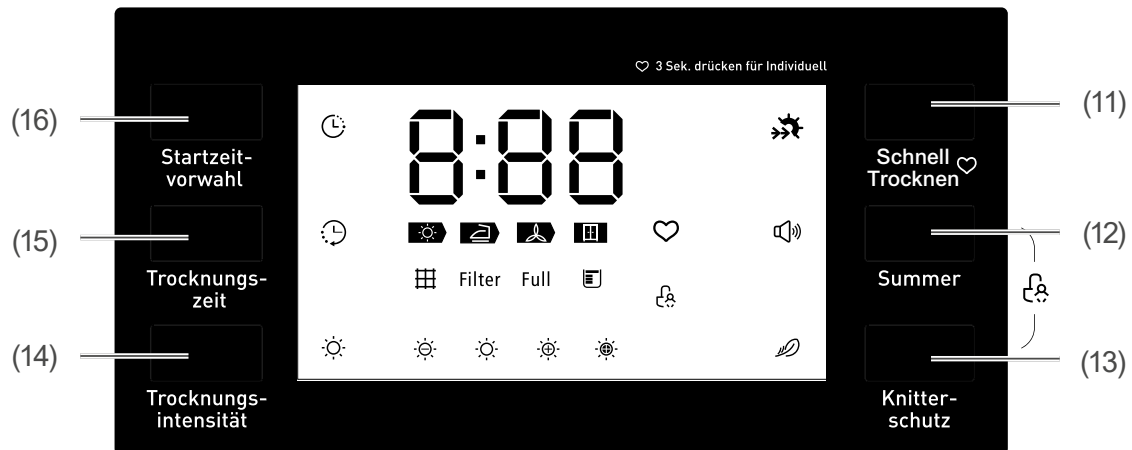 ♡ 3 Sek. drücken für Individuell
(16)
Startzeit-
vorwahl
(15)
Trocknungs-
zeit
(14)
Trocknungs-
intensität
8:88
Filter Full
(11)
Schnell
Trocknen♡
(12)
Summer
(13)
Knitter-
schutz